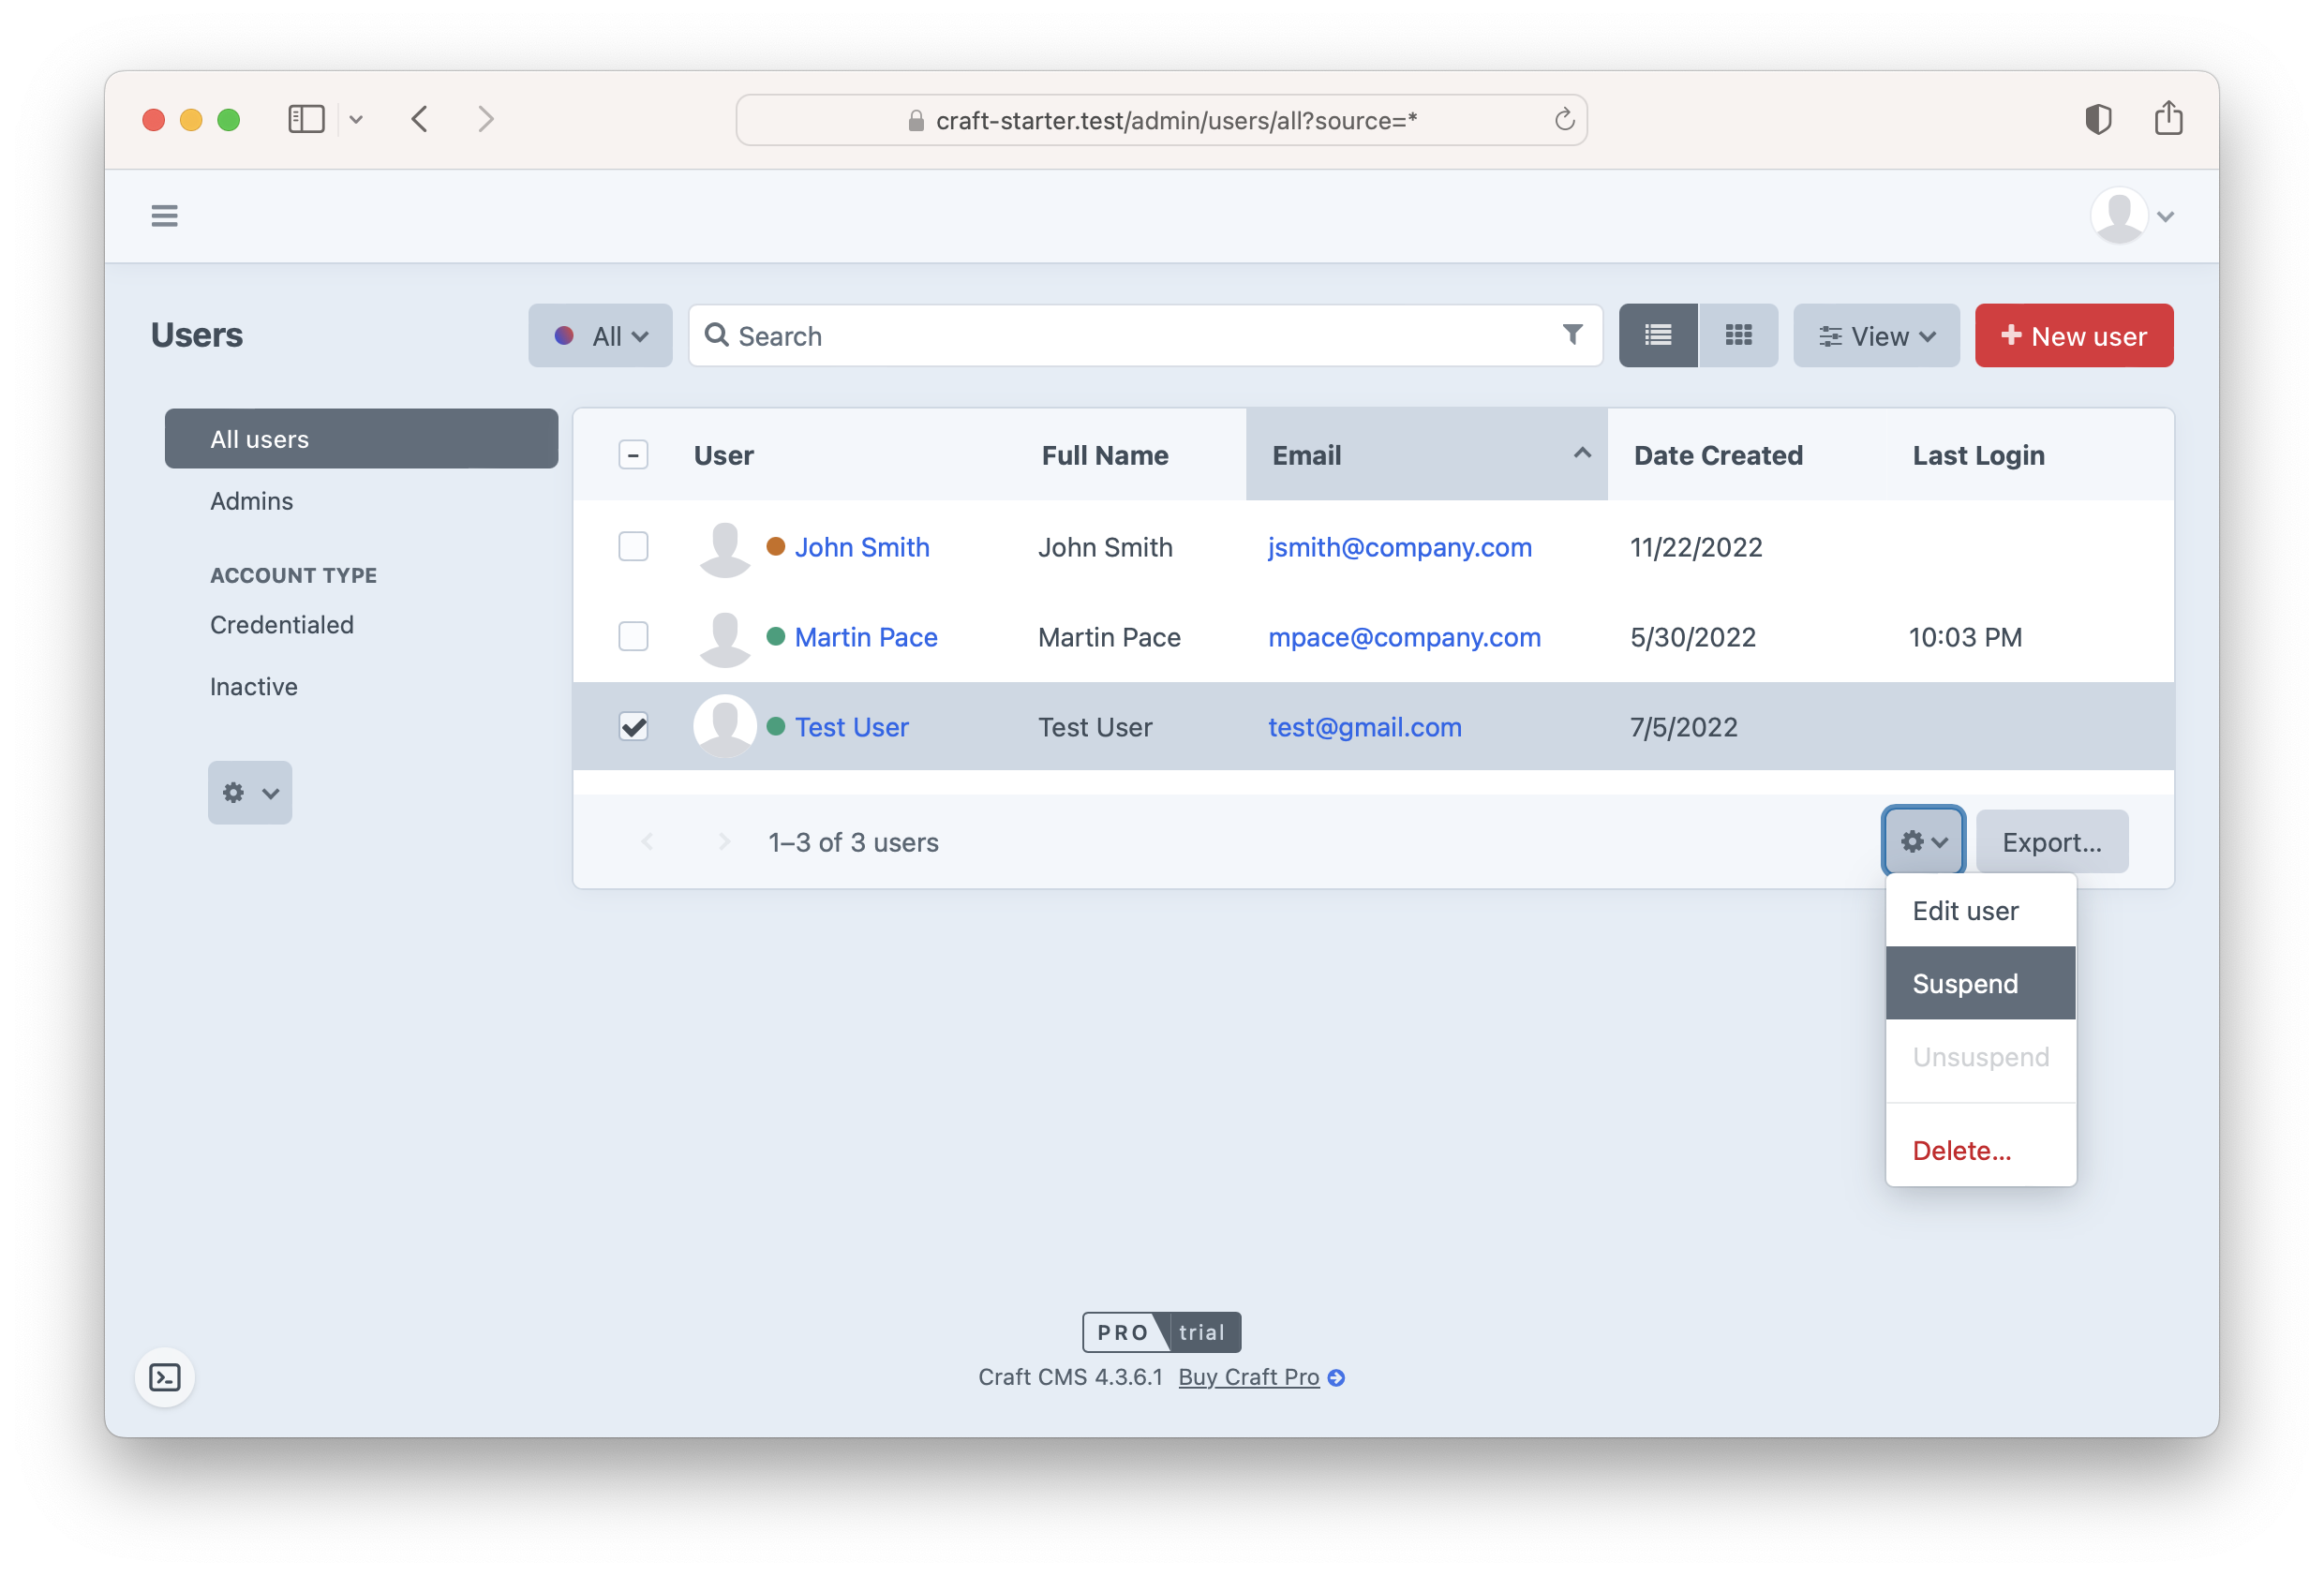 craft-starter.test/admin/users/all?source=*
Users
All
Search
View
New user
All users
Admins
ACCOUNT TYPE
Credentialed
Inactive
User Full Name Email Date Created Last Login
John Smith John Smith jsmith@company.com 11/22/2022
Martin Pace Martin Pace mpace@company.com 5/30/2022 10:03 PM
Test User Test User test@gmail.com 7/5/2022
1–3 of 3 users
Export…
Edit user
Suspend
Unsuspend
Delete…
PRO trial
Craft CMS 4.3.6.1 Buy Craft Pro